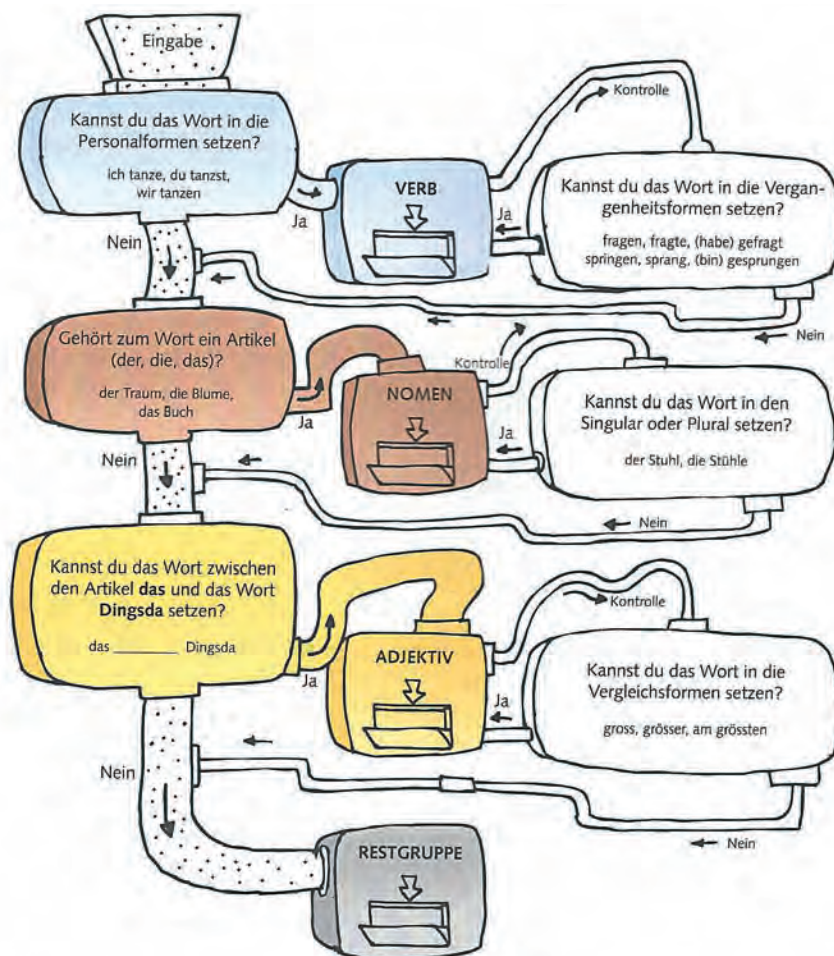 Eingabe
Kannst du das Wort in die
Personalformen setzen?
ich tanze, du tanzst,
wir tanzen
Ja
Nein
VERB
Kontrolle
Kannst du das Wort in die Vergan-
genheitsformen setzen?
fragen, fragte, (habe) gefragt
springen, sprang, (bin) gesprungen
Ja
Nein
Gehört zum Wort ein Artikel
(der, die, das)?
der Traum, die Blume,
das Buch
Ja
Nein
NOMEN
Kontrolle
Kannst du das Wort in den
Singular oder Plural setzen?
der Stuhl, die Stühle
Ja
Nein
Kannst du das Wort zwischen
den Artikel das und das Wort
Dingsda setzen?
das ________ Dingsda
Ja
Nein
ADJEKTIV
Kontrolle
Kannst du das Wort in die
Vergleichsformen setzen?
gross, grösser, am grössten
Ja
Nein
RESTGRUPPE